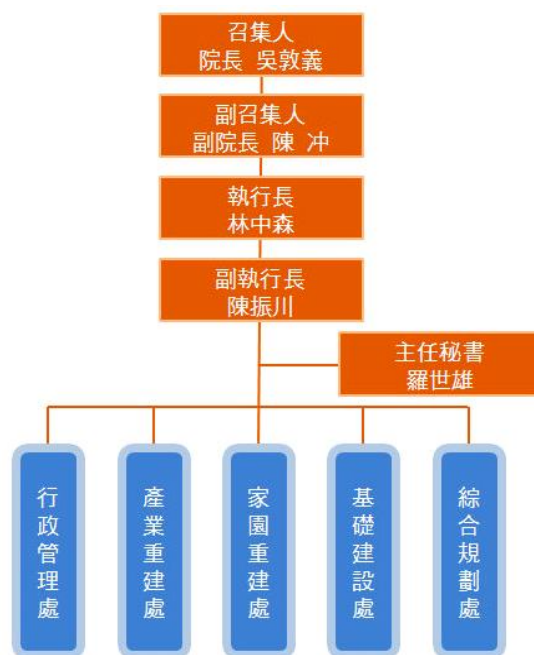 召集人
院長 吳敦義
副召集人
副院長 陳 冲
執行長
林中森
副執行長
陳振川
主任秘書
羅世雄
行政管理處
產業重建處
家園重建處
基礎建設處
綜合規劃處